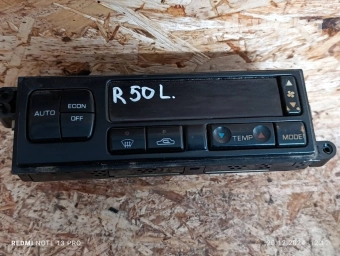 R50L.
AUTO
ECON
OFF
TEMP
MODE
REDMI NOTE 13 PRO